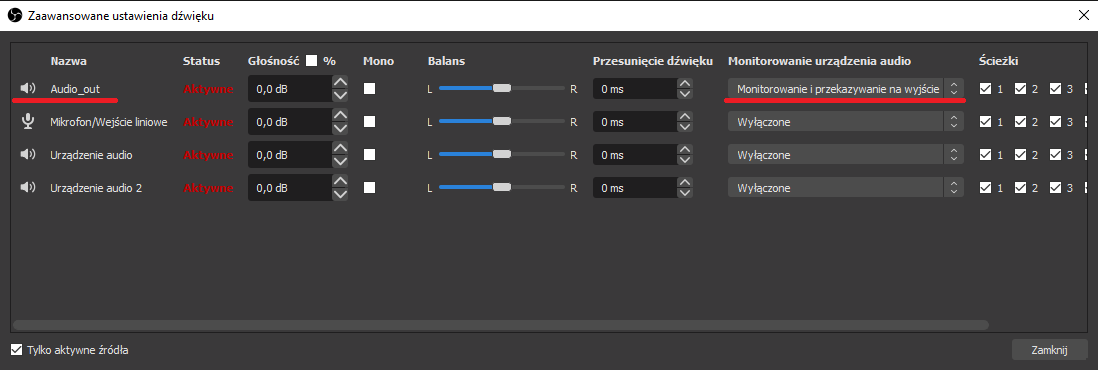 Zaawansowane ustawienia dźwięku
Nazwa Status Głośność % Mono Balans Przesunięcie dźwięku Monitorowanie urządzenia audio Ścieżki
Audio_out Aktywne 0,0 dB L R 0 ms Monitorowanie i przekazywanie na wyjście 1 2 3
Mikrofon/Wejście liniowe Aktywne 0,0 dB L R 0 ms Wyłączone 1 2 3
Urządzenie audio Aktywne 0,0 dB L R 0 ms Wyłączone 1 2 3
Urządzenie audio 2 Aktywne 0,0 dB L R 0 ms Wyłączone 1 2 3
Tylko aktywne źródła Zamknij